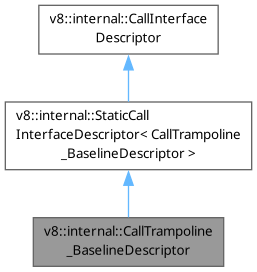 v8::internal::CallInterface
Descriptor
v8::internal::StaticCall
InterfaceDescriptor< CallTrampoline
_BaselineDescriptor >
v8::internal::CallTrampoline
_BaselineDescriptor